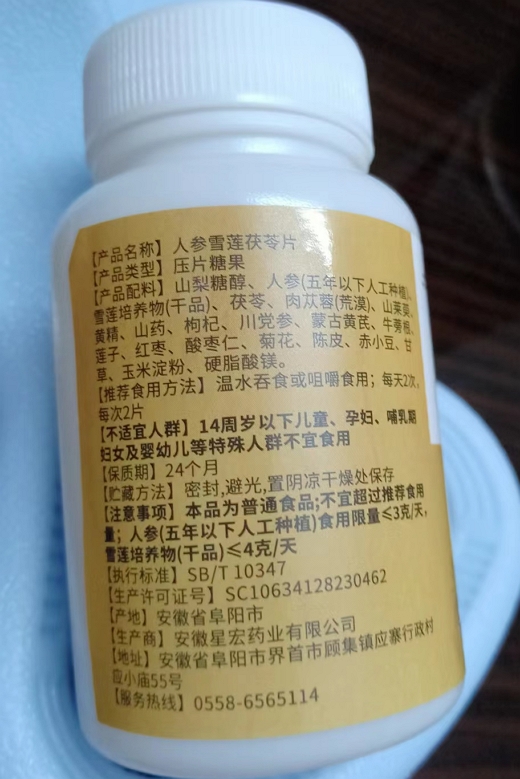 【产品名称】人参雪莲茯苓片
【产品类型】压片糖果
【产品配料】山梨糖醇、人参(五年以下人工种植)、
雪莲培养物(干品)、茯苓、肉苁蓉(荒漠)、山茱萸、
黄精、山药、枸杞、川党参、蒙古黄芪、牛蒡根、
莲子、红枣、酸枣仁、菊花、陈皮、赤小豆、甘
草、玉米淀粉、硬脂酸镁。
【推荐食用方法】温水吞食或咀嚼食用；每天2次，
每次2片
【不适宜人群】14周岁以下儿童、孕妇、哺乳期
妇女及婴幼儿等特殊人群不宜食用
【保质期】24个月
【贮藏方法】密封,避光,置阴凉干燥处保存
【注意事项】本品为普通食品;不宜超过推荐食用
量；人参(五年以下人工种植)食用限量≤3克/天，
雪莲培养物(干品)≤4克/天
【执行标准】SB/T 10347
【生产许可证号】SC10634128230462
【产地】安徽省阜阳市
【生产商】安徽星宏药业有限公司
【地址】安徽省阜阳市界首市顾集镇应寨行政村
应小庙55号
【服务热线】0558-6565114